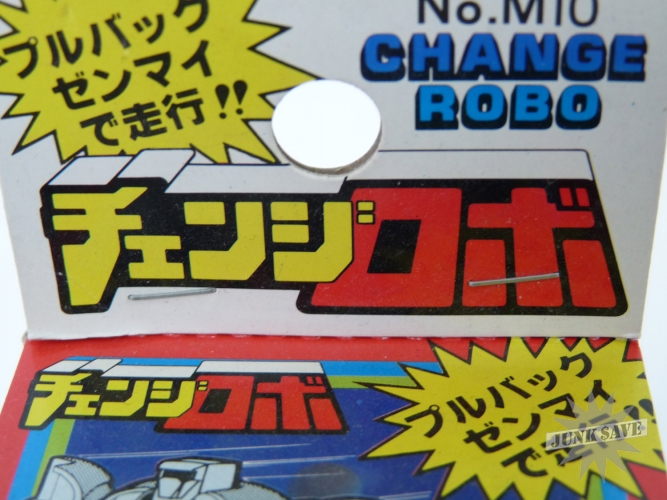 プルバック
ゼンマイ
で走行!!
No.M10
CHANGE
ROBO
チェンジロボ
チェンジロボ
プルバック
ゼンマイ
で
JUNK SAVE